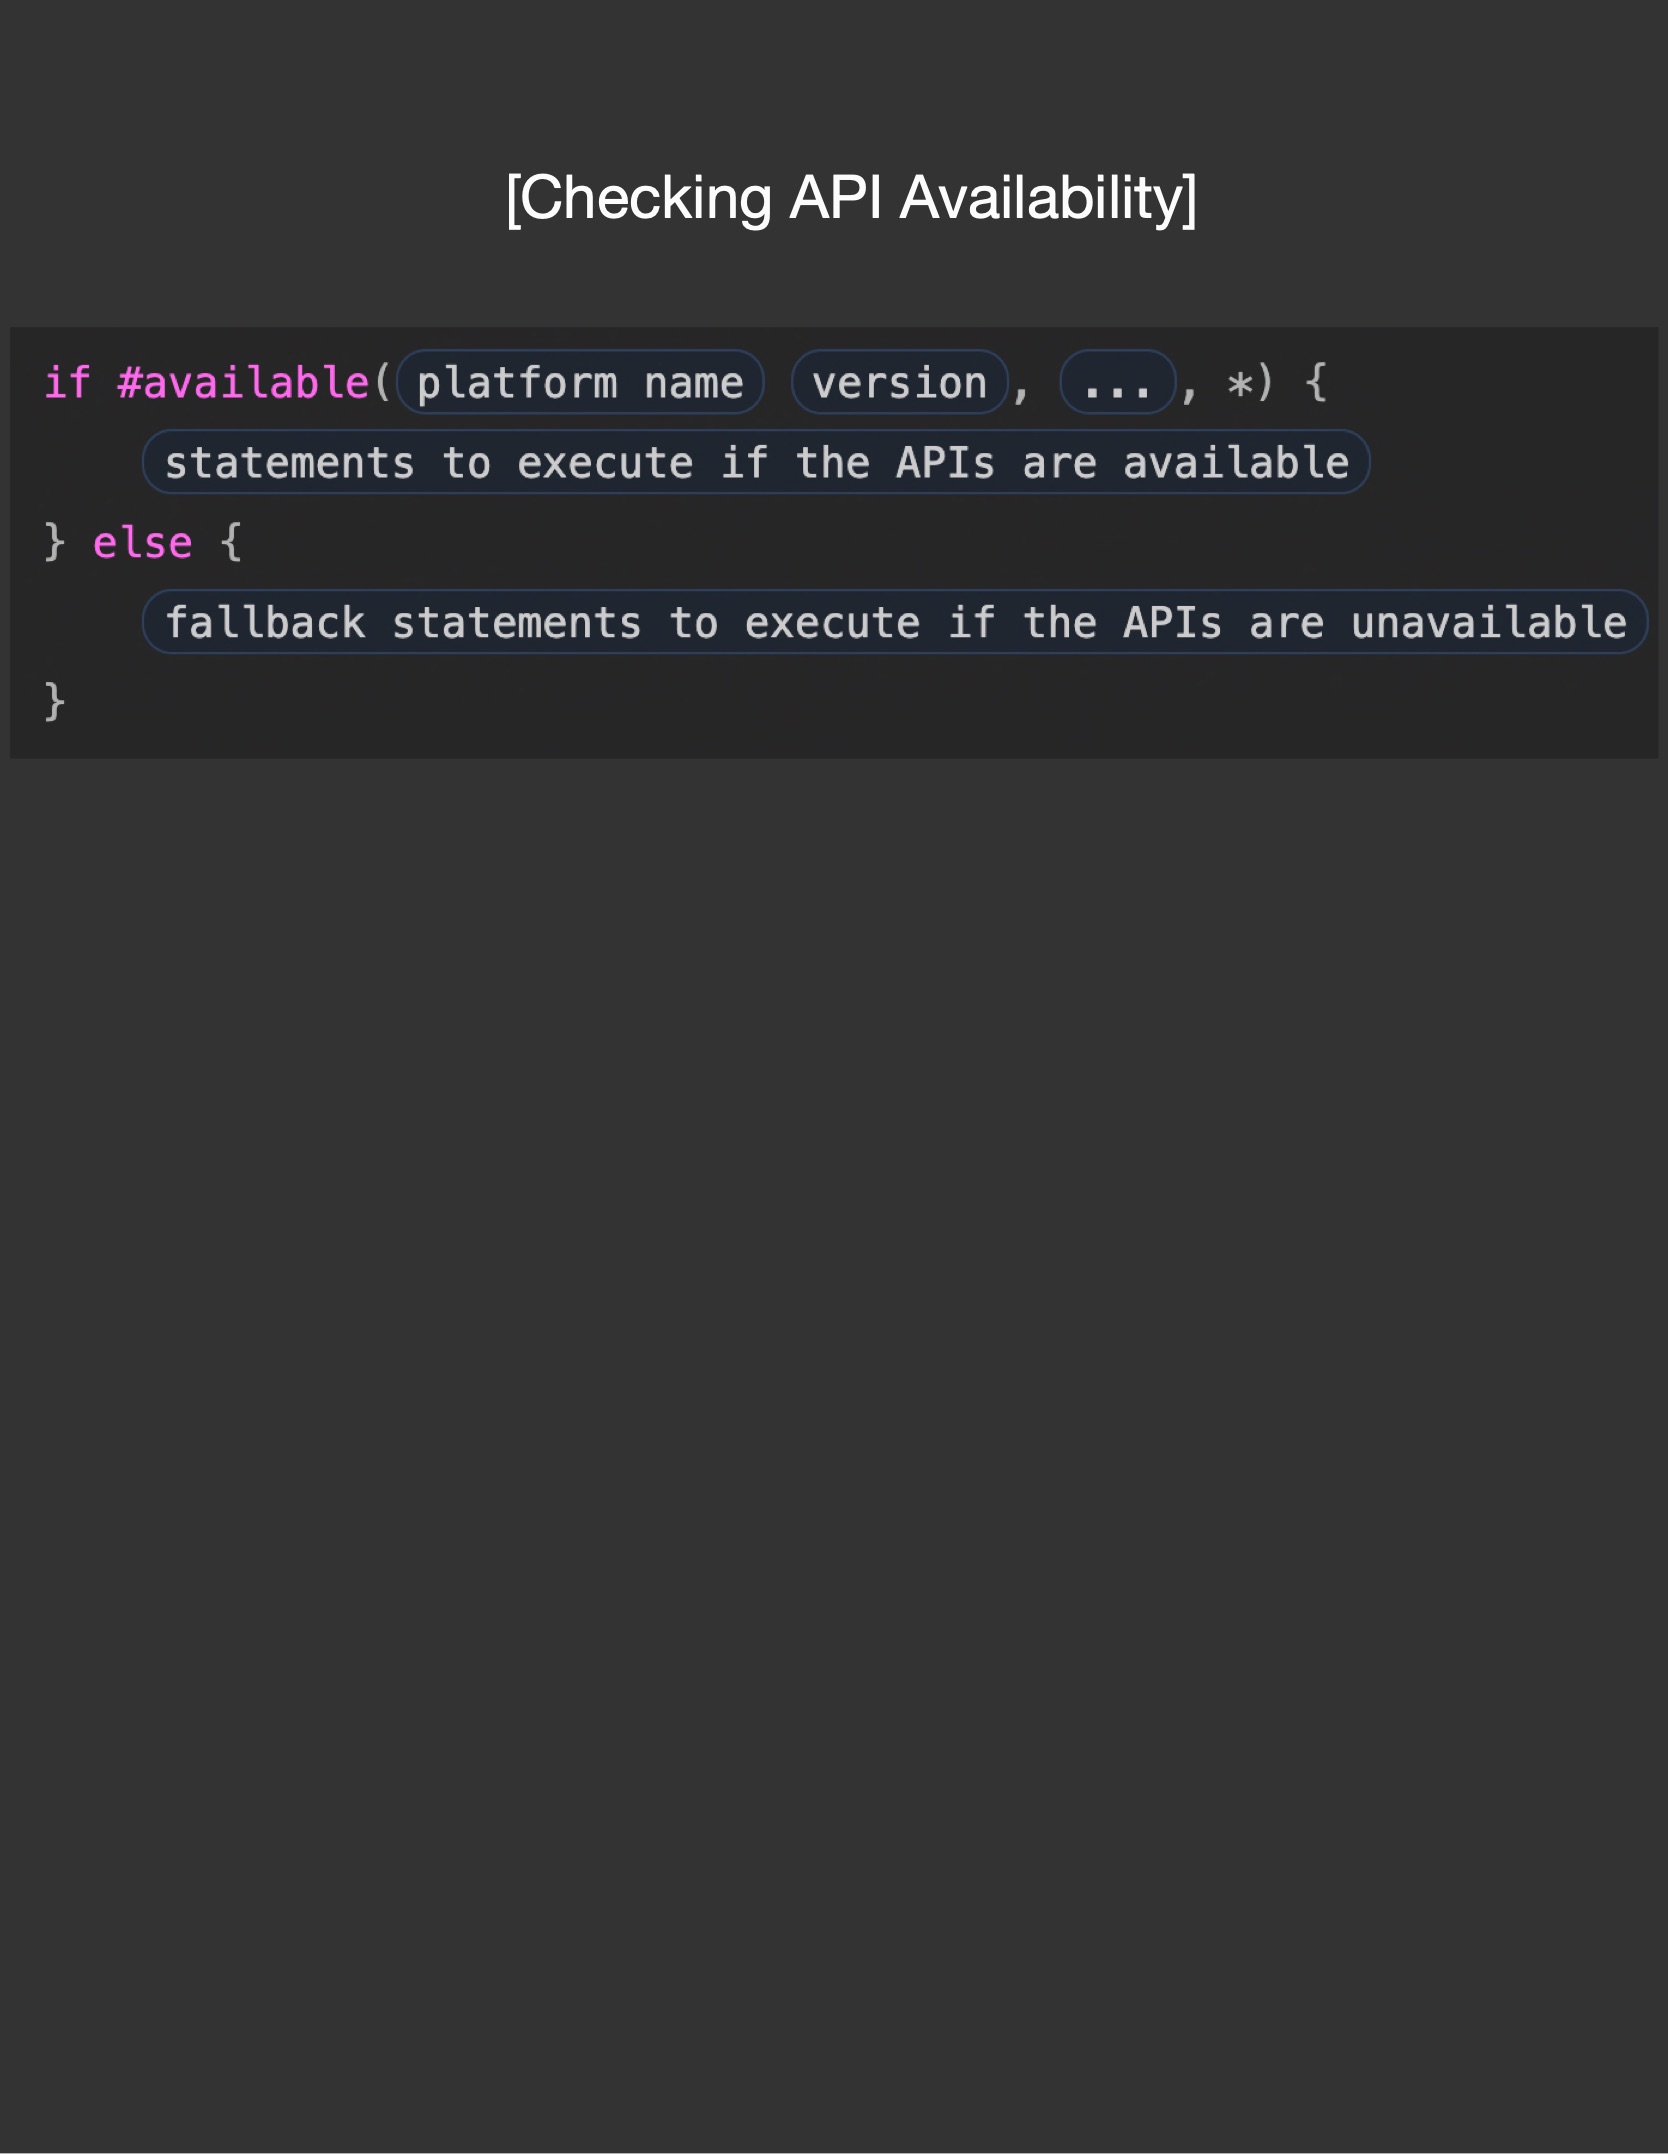 [Checking API Availability]
if #available(platform name version, ..., *) {
statements to execute if the APIs are available
} else {
fallback statements to execute if the APIs are unavailable
}